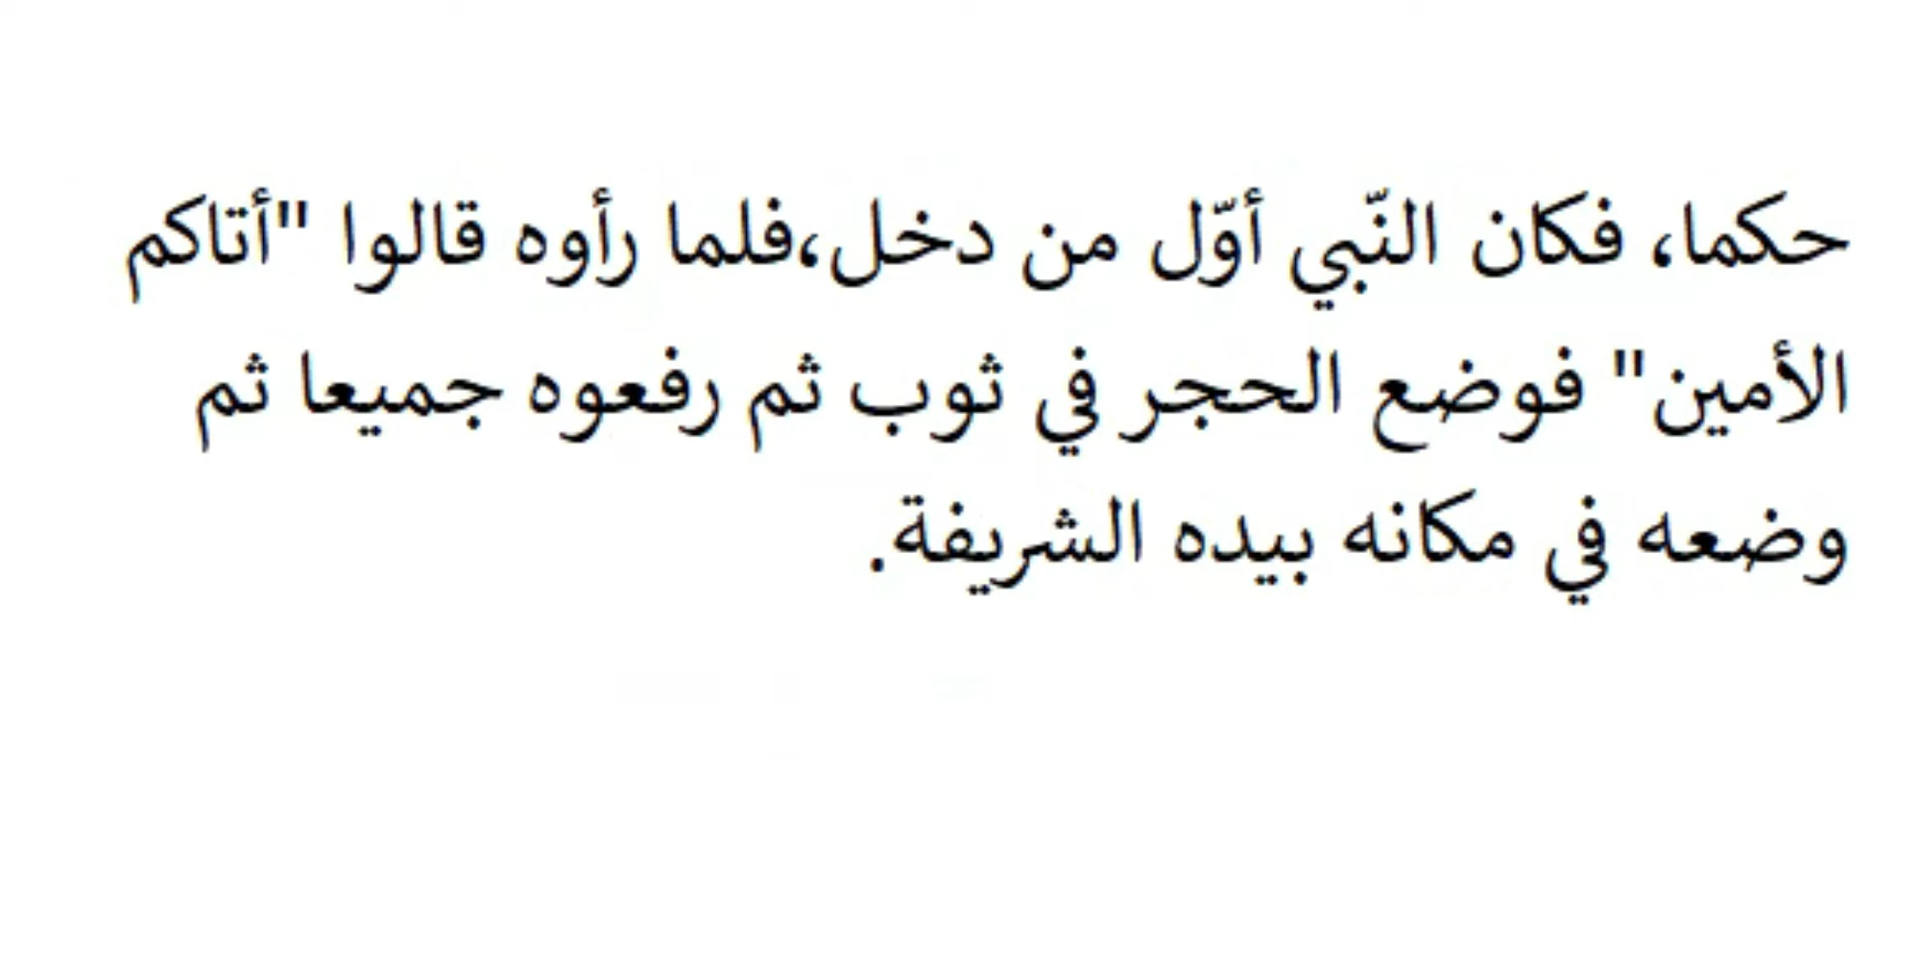 حكما، فكان النّبي أوّل من دخل،فلما رأوه قالوا "أتاكم
الأمين" فوضع الحجر في ثوب ثم رفعوه جميعا ثم
وضعه في مكانه بيده الشريفة.